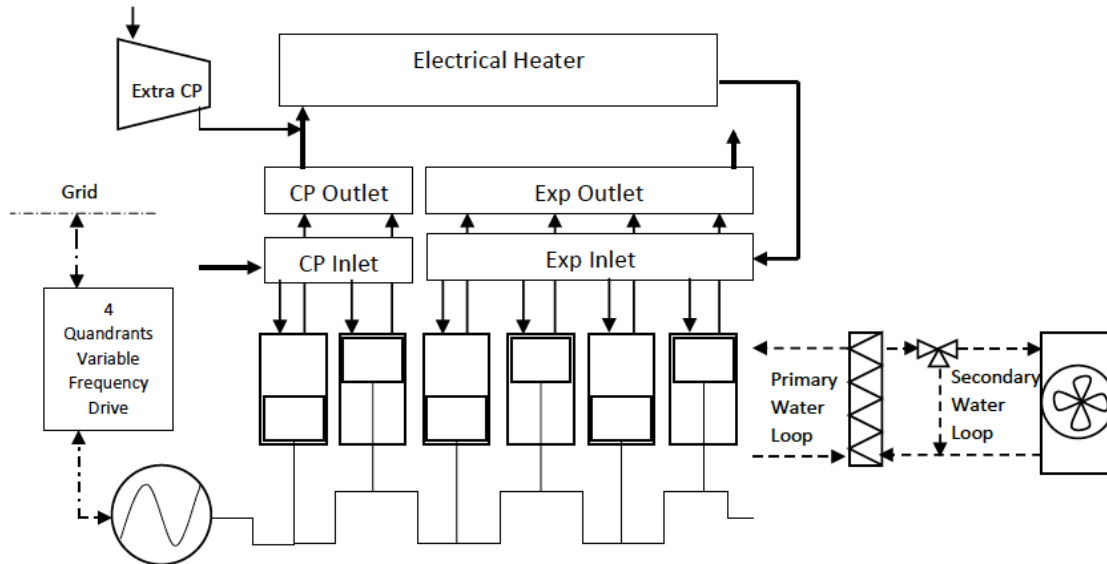 Extra CP
Electrical Heater
Grid
CP Outlet
Exp Outlet
CP Inlet
Exp Inlet
4
Quadrants
Variable
Frequency
Drive
Primary
Water
Loop
Secondary
Water
Loop